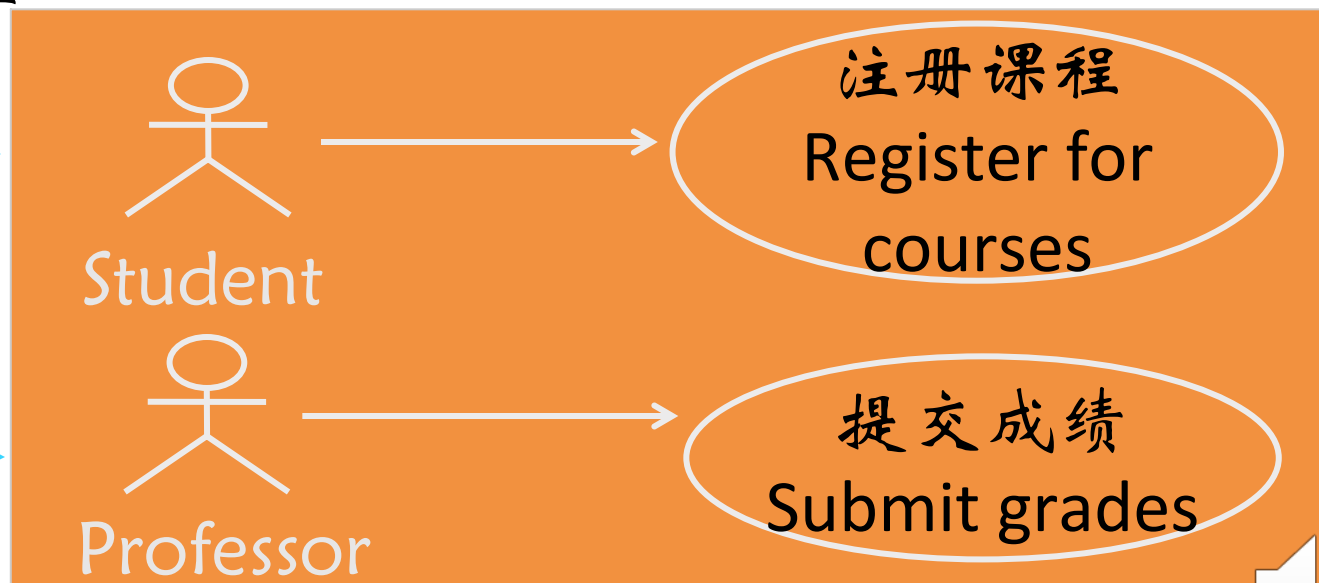 注册课程
Register for
courses
Student
提交成绩
Submit grades
Professor